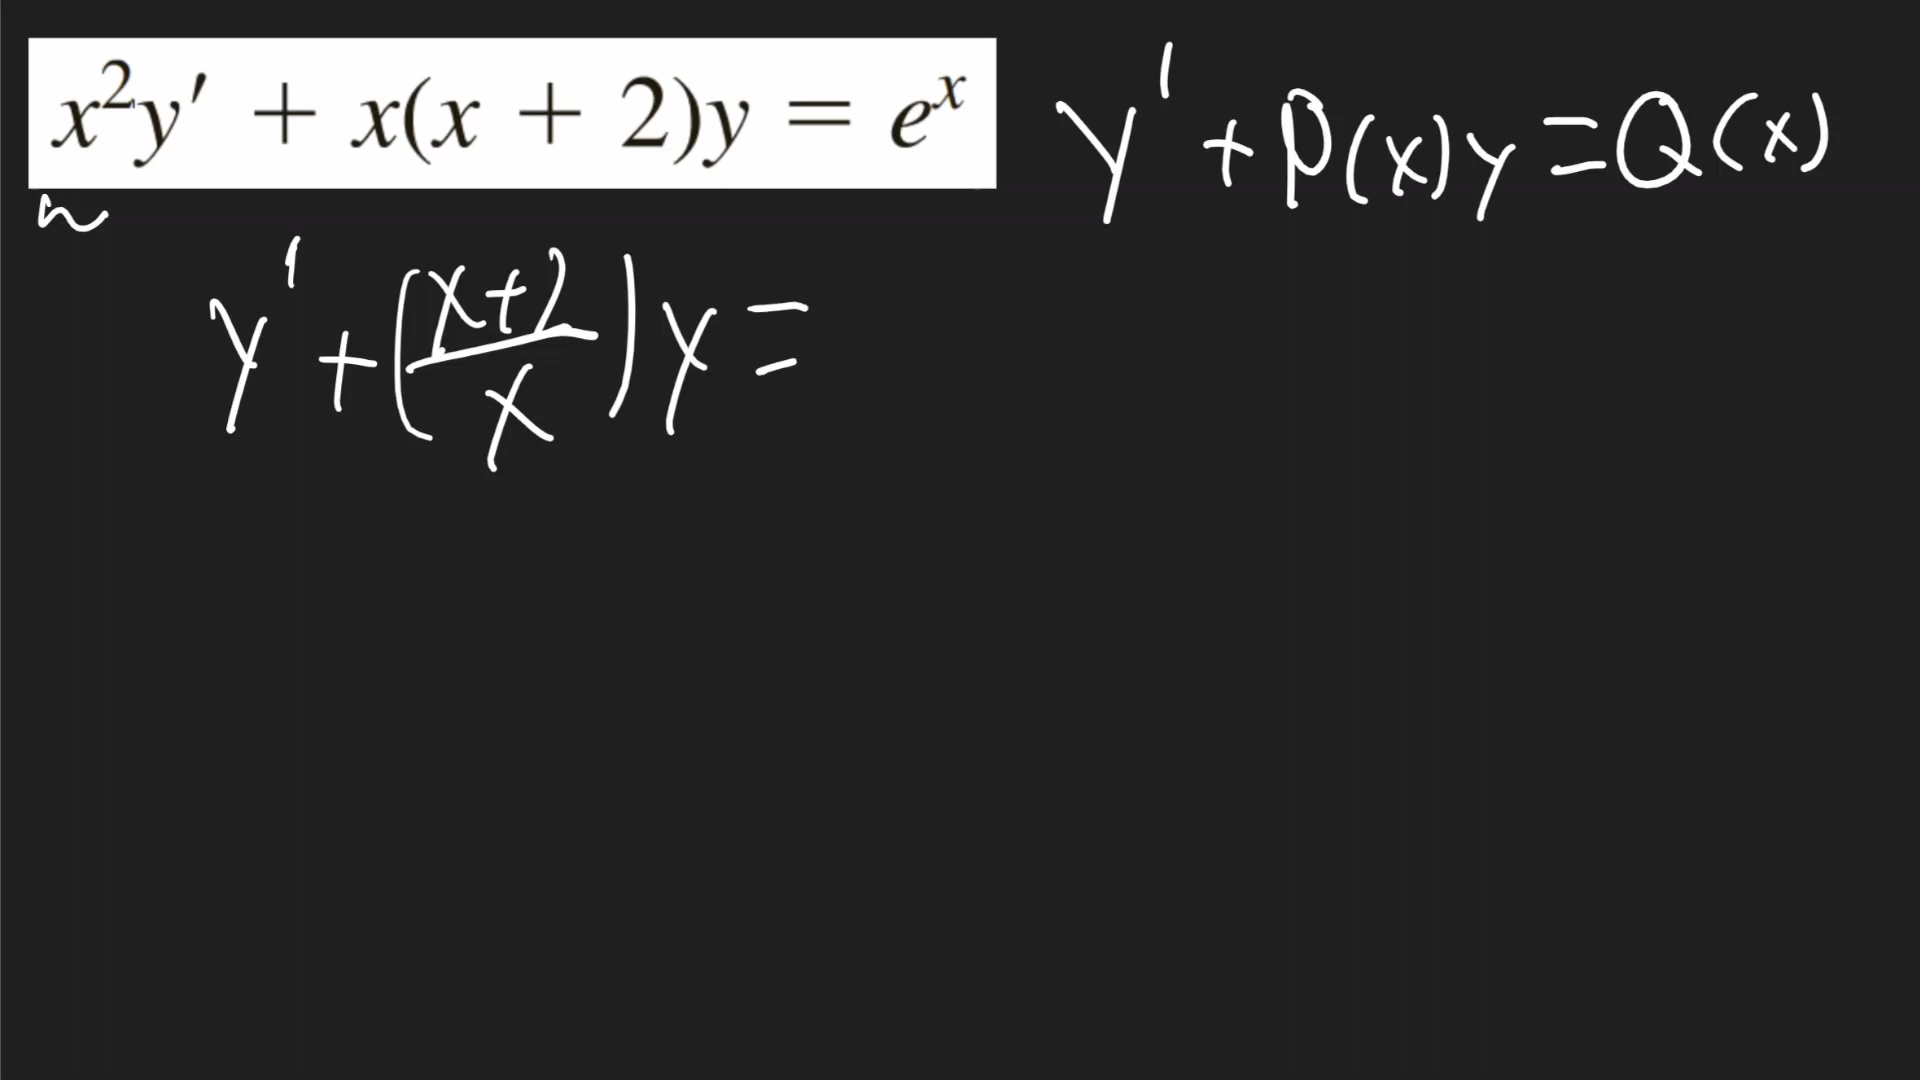 x²y′ + x(x + 2)y = eˣ
y' + P(x)y = Q(x)
y' + (x+2/x)y =